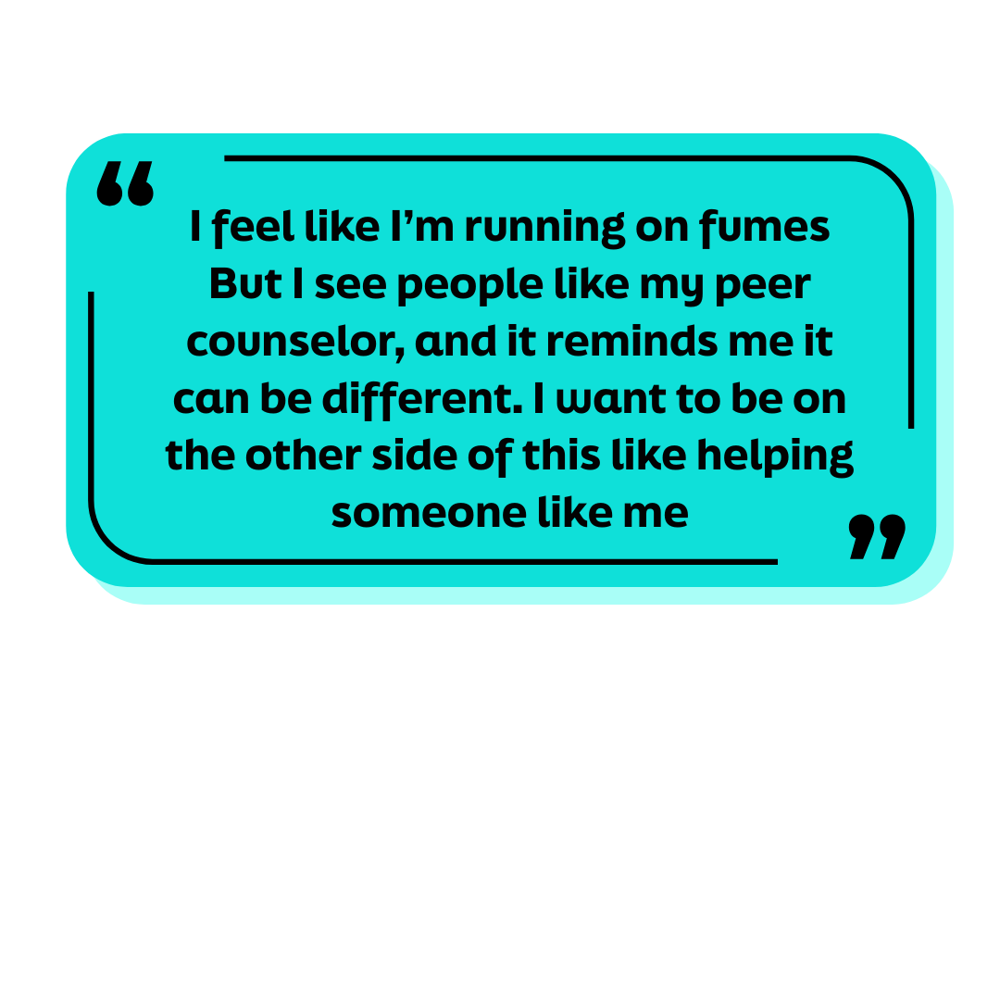 “
I feel like I’m running on fumes
But I see people like my peer
counselor, and it reminds me it
can be different. I want to be on
the other side of this like helping
someone like me
”